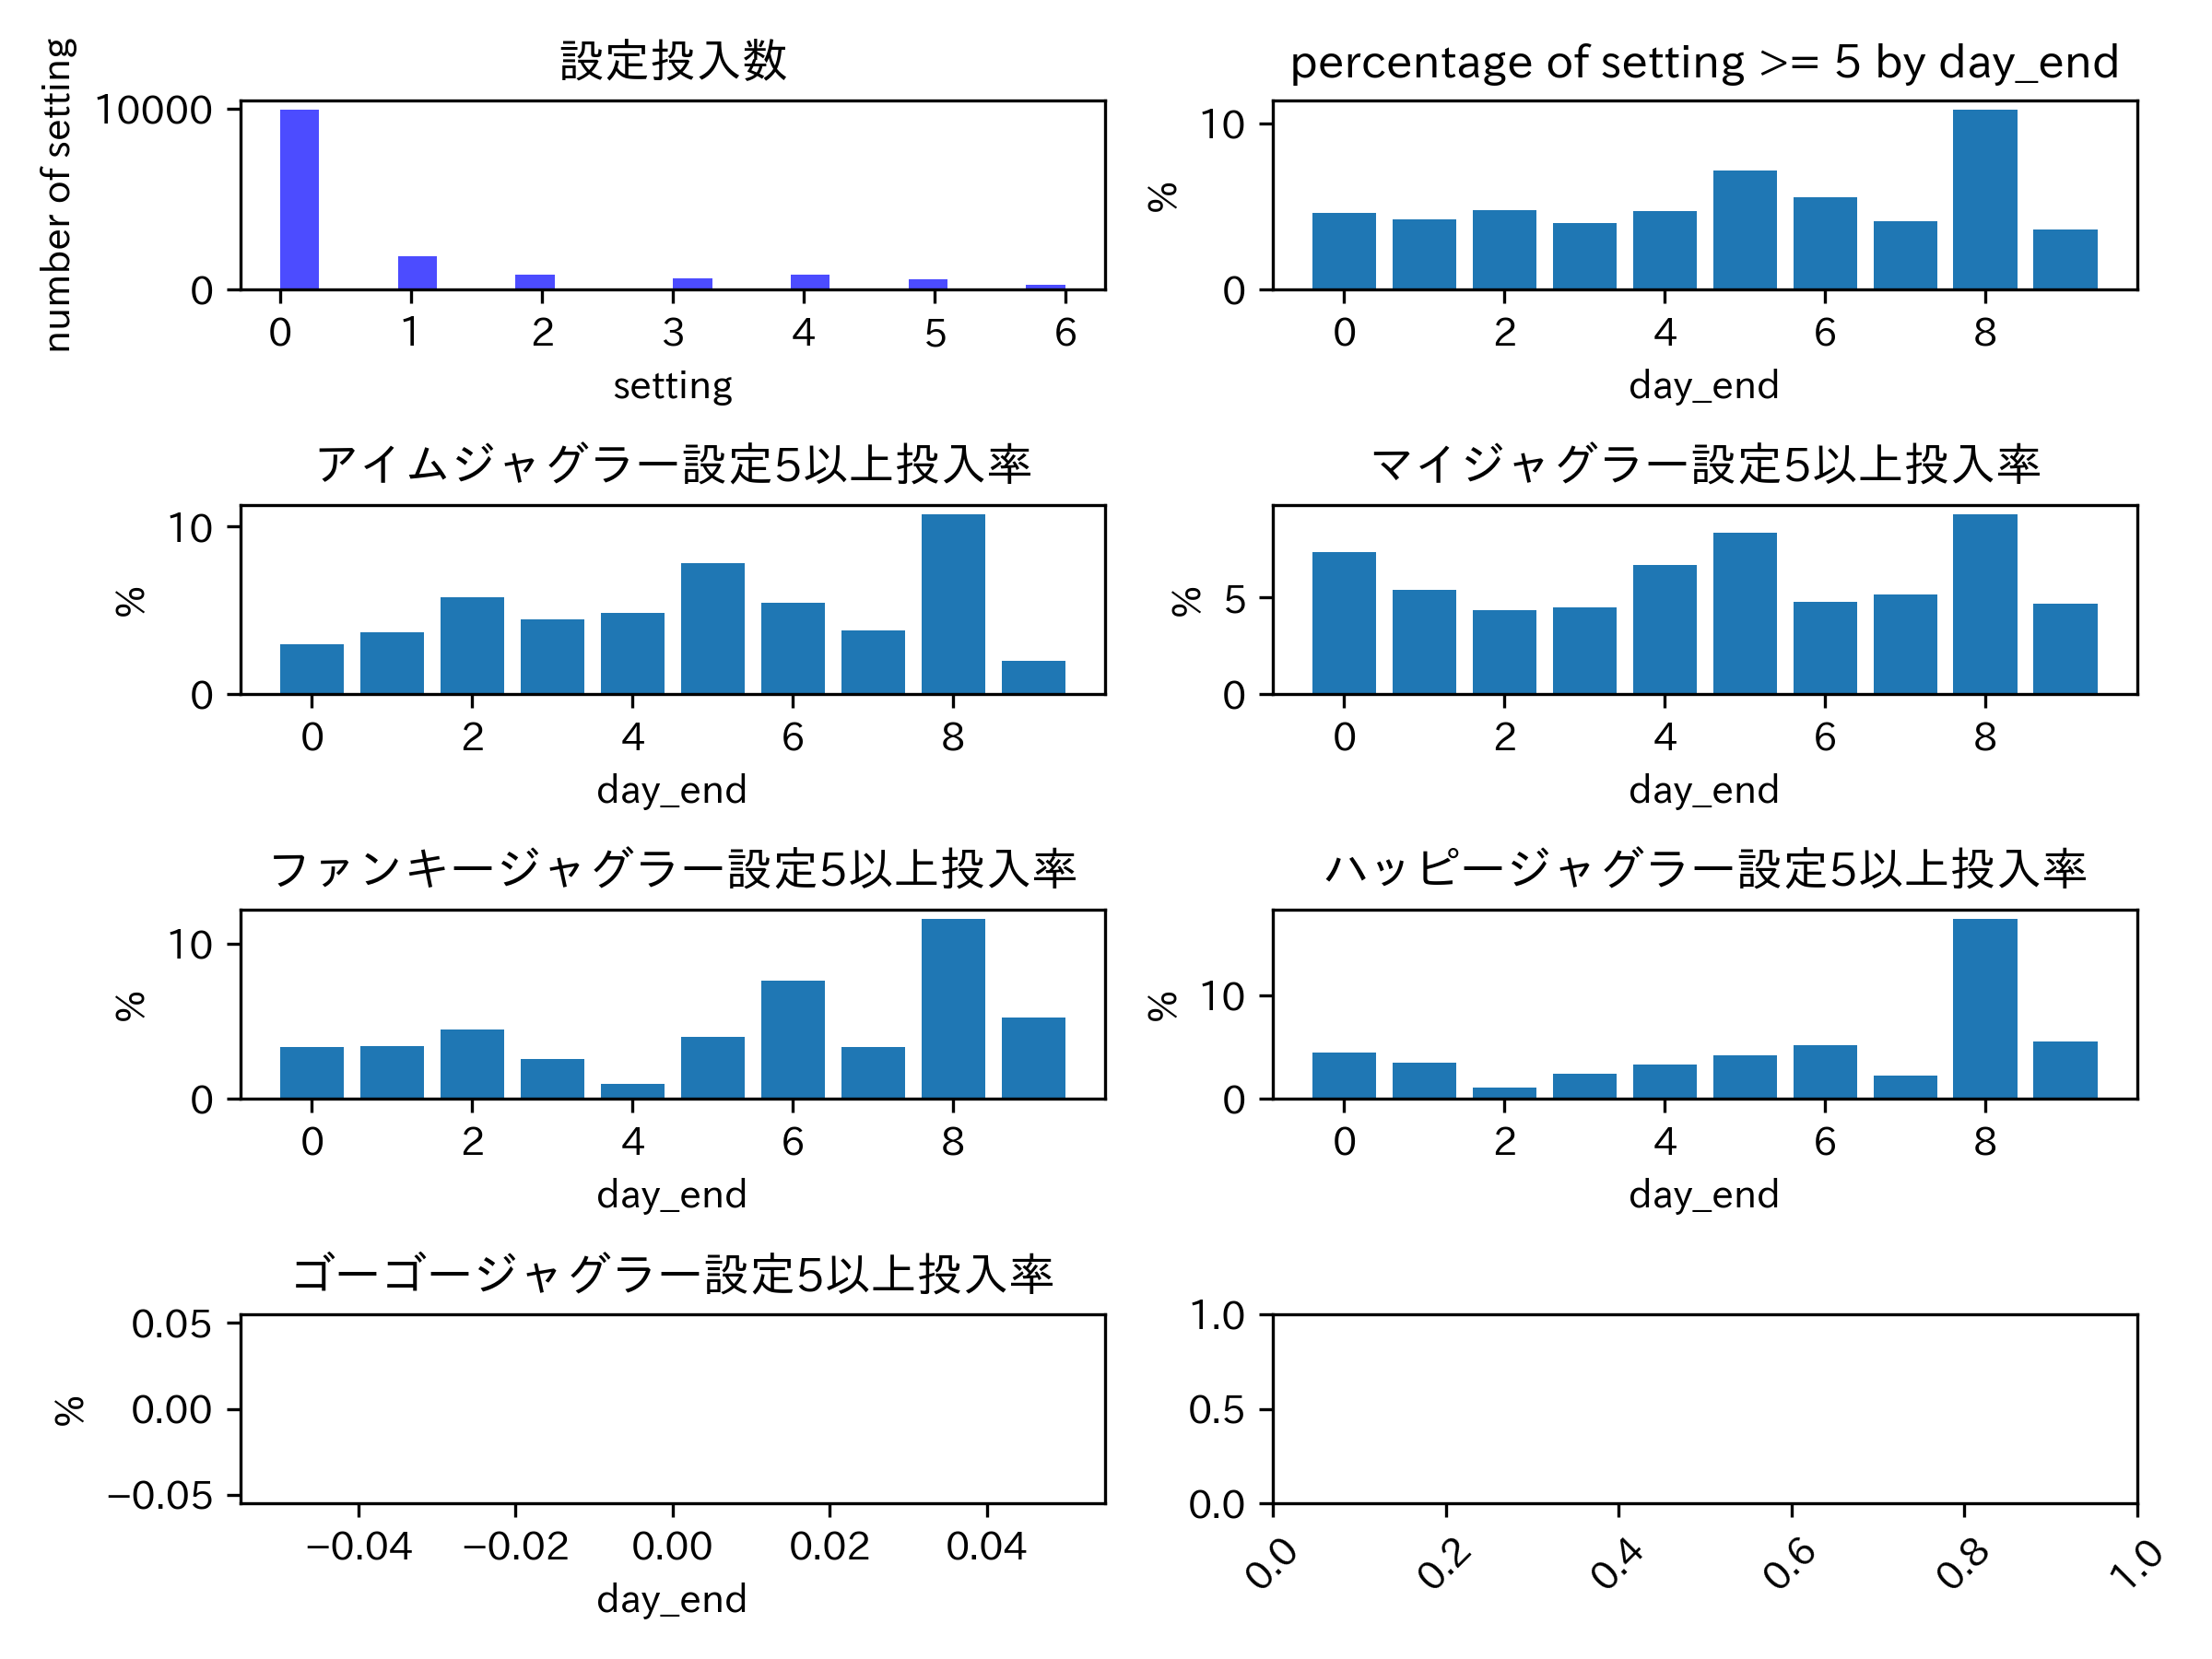 設定投入数
number of setting
10000
0
0 1 2 3 4 5 6
setting
percentage of setting >= 5 by day_end
%
10
0
0 2 4 6 8
day_end
アイムジャグラー設定5以上投入率
%
10
0
0 2 4 6 8
day_end
マイジャグラー設定5以上投入率
%
5
0
0 2 4 6 8
day_end
ファンキージャグラー設定5以上投入率
%
10
0
0 2 4 6 8
day_end
ハッピージャグラー設定5以上投入率
%
10
0
0 2 4 6 8
day_end
ゴーゴージャグラー設定5以上投入率
%
0.05
0.00
−0.05
−0.04 −0.02 0.00 0.02 0.04
day_end
1.0
0.5
0.0
0.0 0.2 0.4 0.6 0.8 1.0